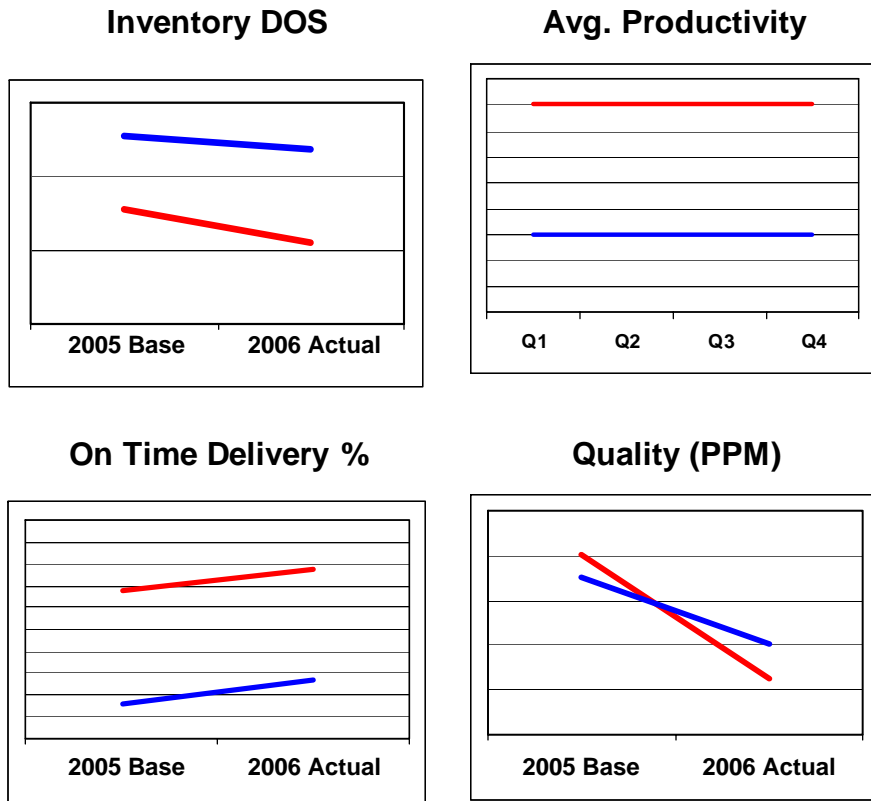 Inventory DOS
Avg. Productivity
2005 Base 2006 Actual
Q1 Q2 Q3 Q4
On Time Delivery %
Quality (PPM)
2005 Base 2006 Actual
2005 Base 2006 Actual